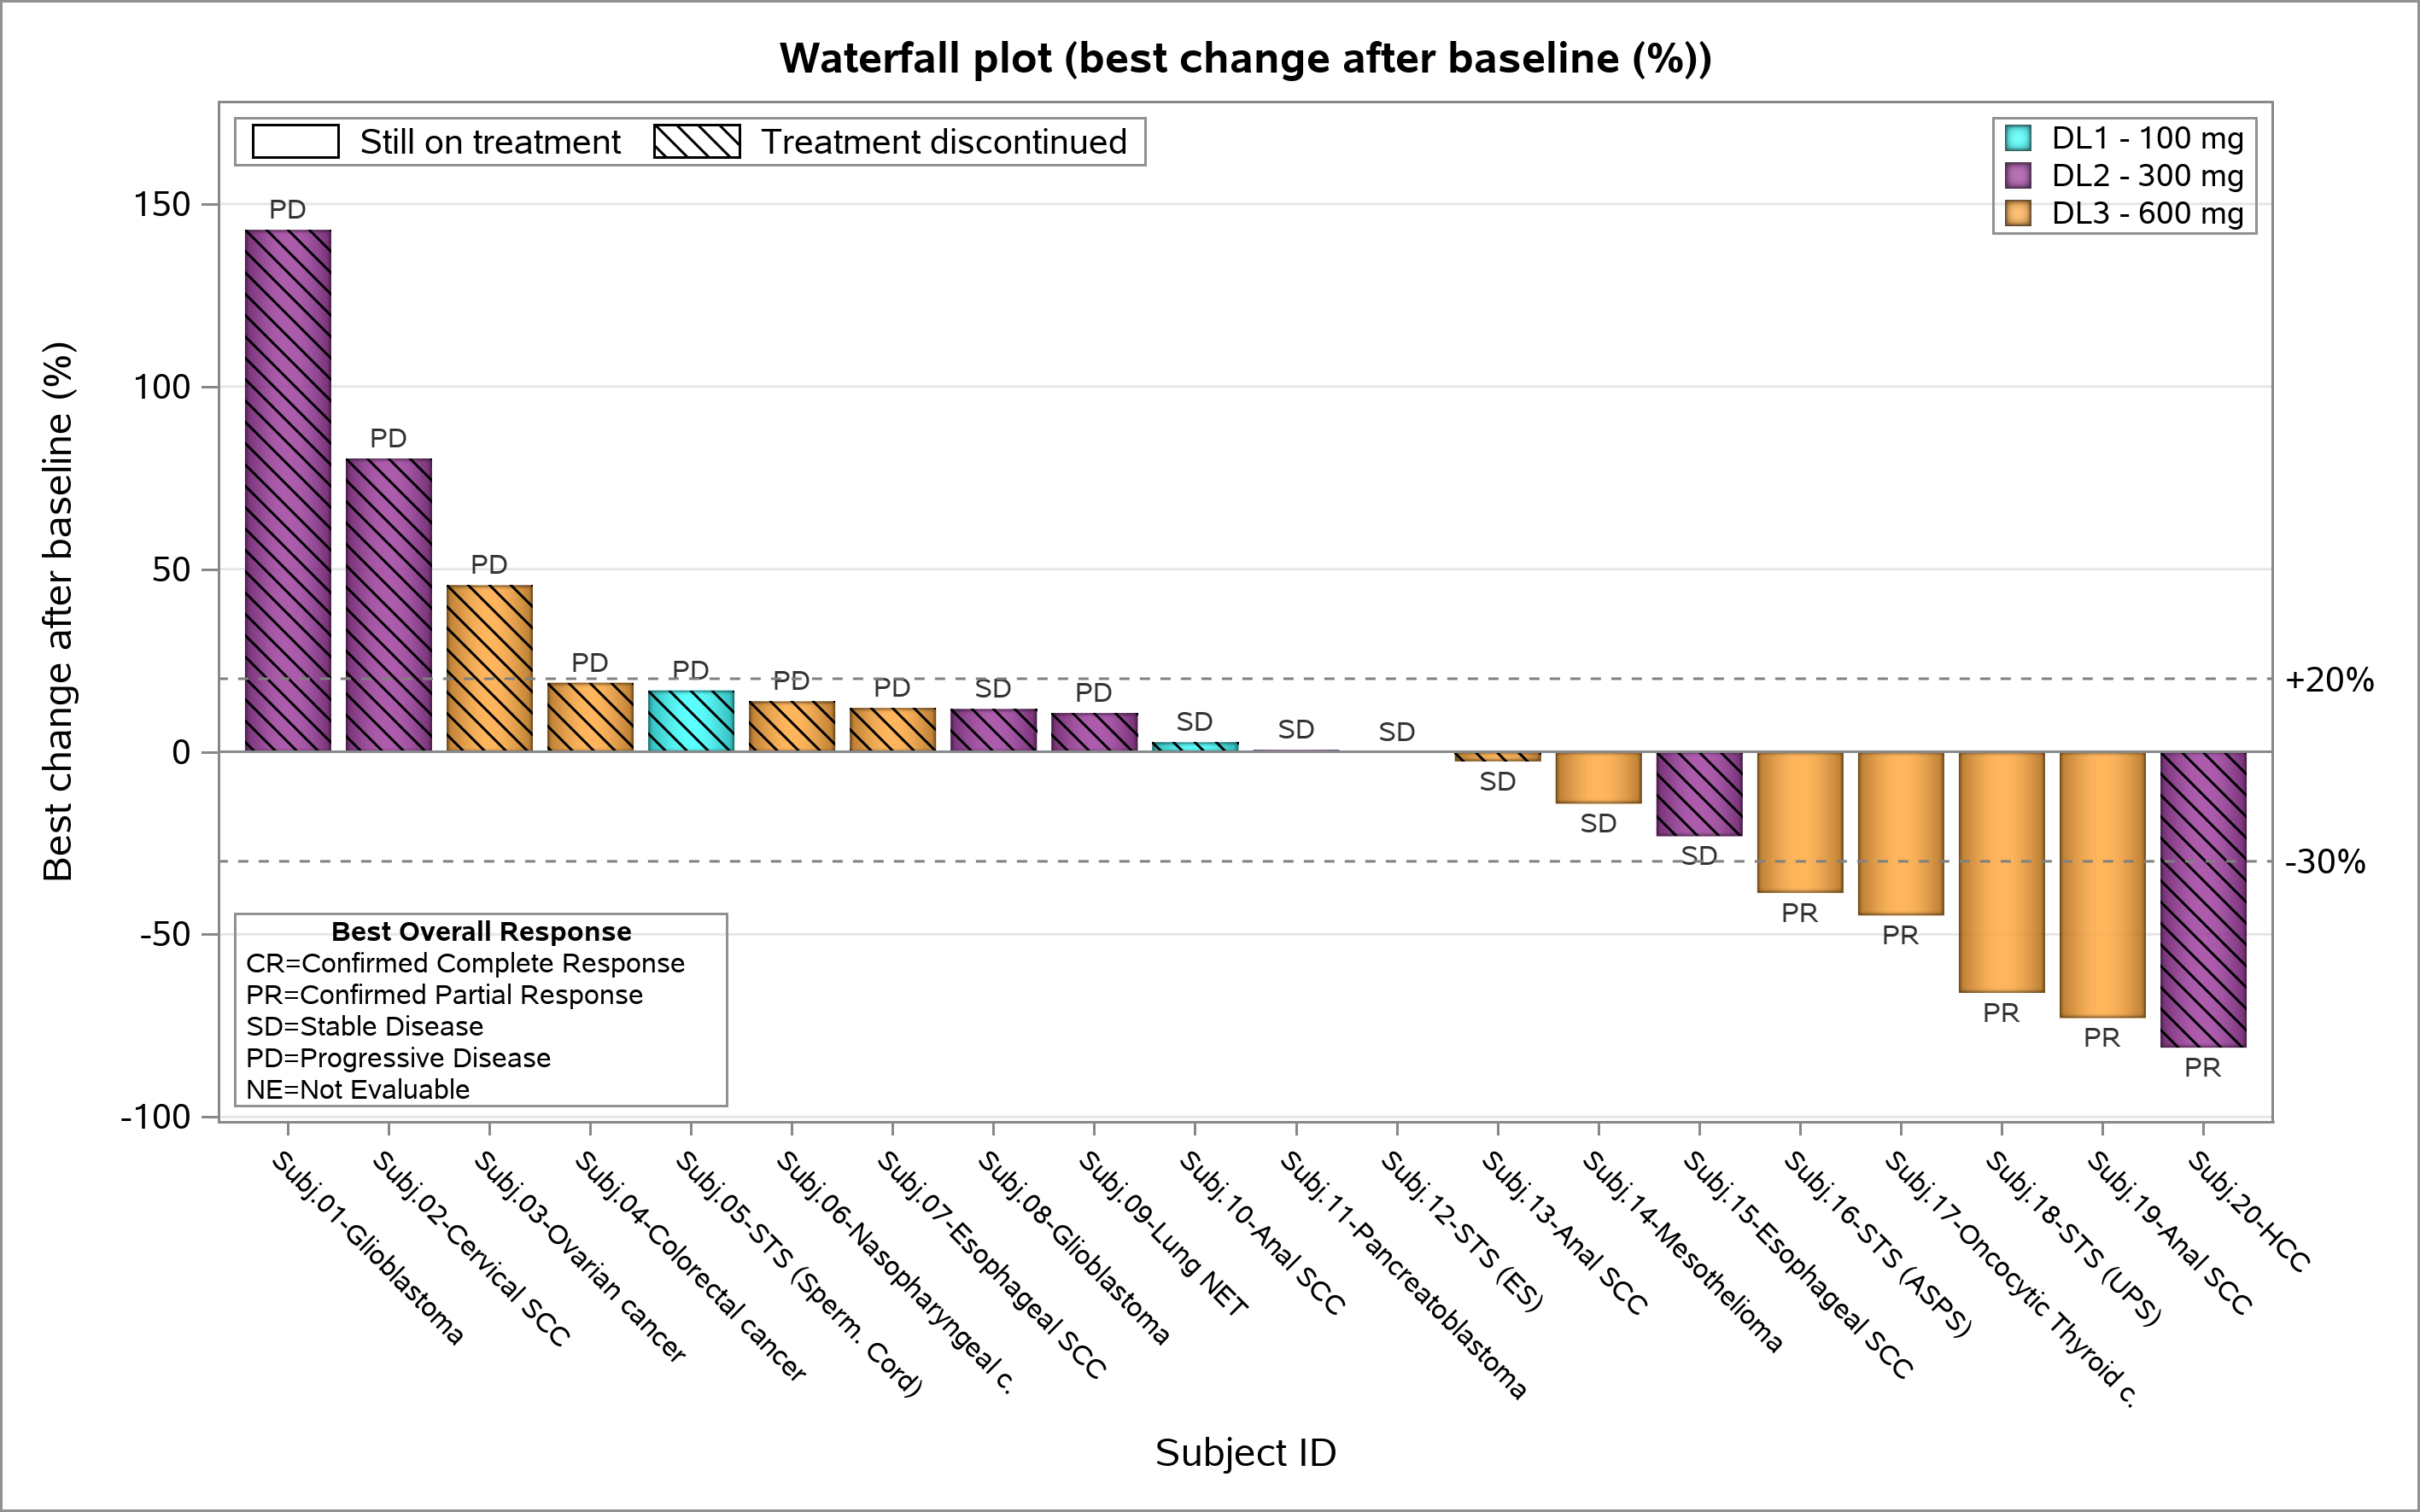 Waterfall plot (best change after baseline (%))
Still on treatment
Treatment discontinued
DL1 - 100 mg
DL2 - 300 mg
DL3 - 600 mg
Best change after baseline (%)
150
100
50
0
-50
-100
+20%
-30%
PD
PD
PD
PD
PD
PD
PD
SD
PD
SD
SD
SD
SD
SD
SD
PR
PR
PR
PR
PR
Best Overall Response
CR=Confirmed Complete Response
PR=Confirmed Partial Response
SD=Stable Disease
PD=Progressive Disease
NE=Not Evaluable
Subj.01-Glioblastoma
Subj.02-Cervical SCC
Subj.03-Ovarian cancer
Subj.04-Colorectal cancer
Subj.05-STS (Sperm. Cord)
Subj.06-Nasopharyngeal c.
Subj.07-Esophageal SCC
Subj.08-Glioblastoma
Subj.09-Lung NET
Subj.10-Anal SCC
Subj.11-Pancreatoblastoma
Subj.12-STS (ES)
Subj.13-Anal SCC
Subj.14-Mesothelioma
Subj.15-Esophageal SCC
Subj.16-STS (ASPS)
Subj.17-Oncocytic Thyroid c.
Subj.18-STS (UPS)
Subj.19-Anal SCC
Subj.20-HCC
Subject ID